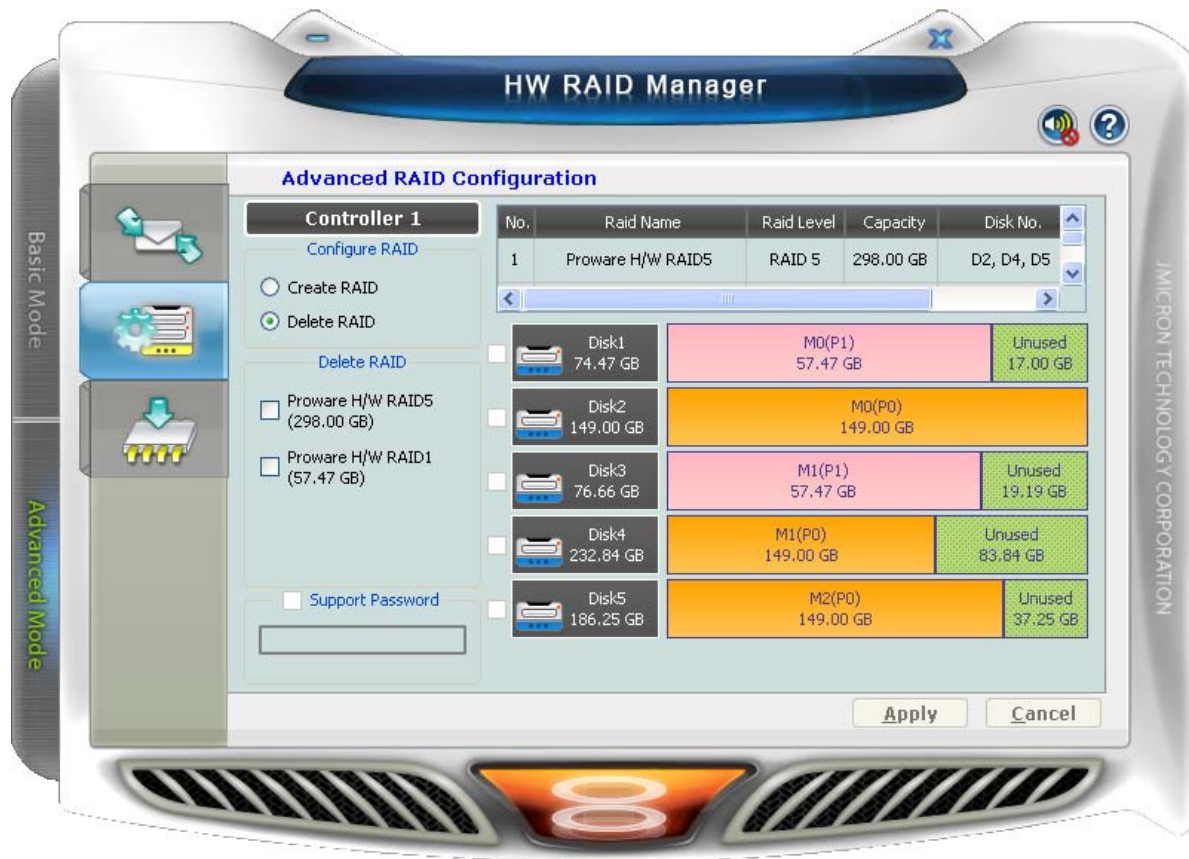 HW RAID Manager
Basic Mode
Advanced Mode
Advanced RAID Configuration
Controller 1
Configure RAID
Create RAID
Delete RAID
Delete RAID
Proware H/W RAID5
(298.00 GB)
Proware H/W RAID1
(57.47 GB)
Support Password
No. Raid Name Raid Level Capacity Disk No.
1 Proware H/W RAID5 RAID 5 298.00 GB D2, D4, D5
Disk1
74.47 GB
M0(P1)
57.47 GB
Unused
17.00 GB
Disk2
149.00 GB
M0(P0)
149.00 GB
Disk3
76.66 GB
M1(P1)
57.47 GB
Unused
19.19 GB
Disk4
232.84 GB
M1(P0)
149.00 GB
Unused
83.84 GB
Disk5
186.25 GB
M2(P0)
149.00 GB
Unused
37.25 GB
Apply
Cancel
JMICRON TECHNOLOGY CORPORATION